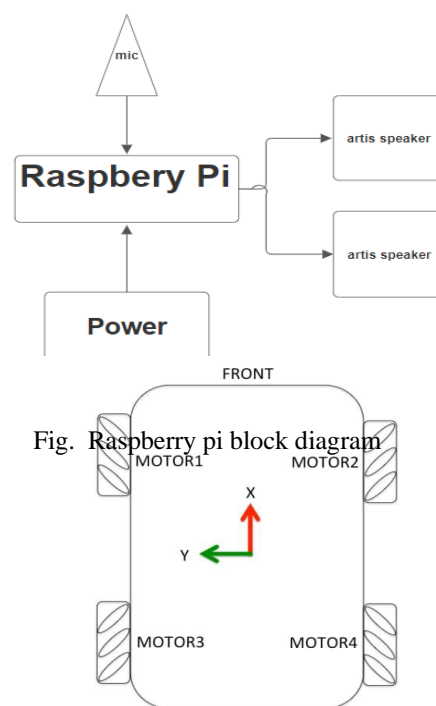 mic
artis speaker
Raspbery Pi
artis speaker
Power
FRONT
Fig. Raspberry pi block diagram
MOTOR1
MOTOR2
X
Y
MOTOR3
MOTOR4